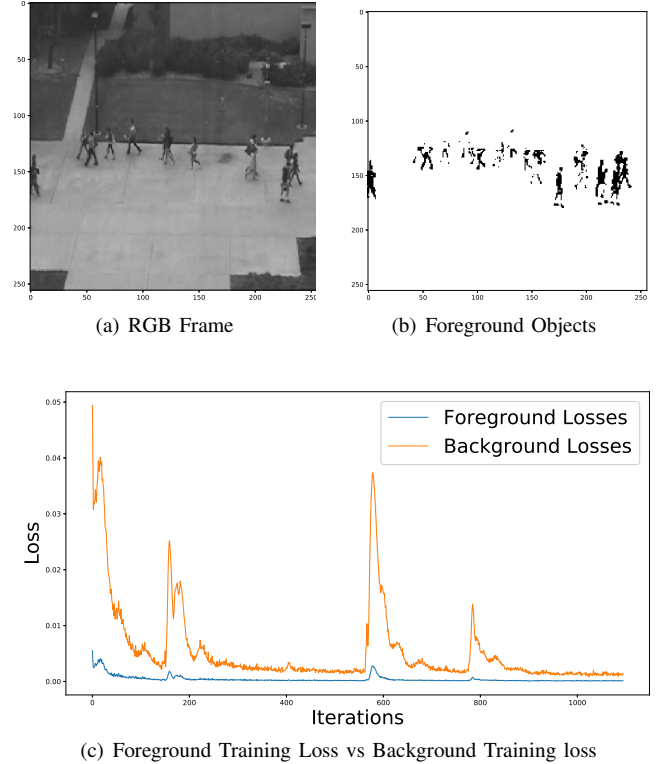 0
50
100
150
200
250
0 50 100 150 200 250
(a) RGB Frame
0
50
100
150
200
250
0 50 100 150 200 250
(b) Foreground Objects
0.05
0.04
0.03
0.02
0.01
0.00
Loss
Foreground Losses
Background Losses
0 200 400 600 800 1000
Iterations
(c) Foreground Training Loss vs Background Training loss